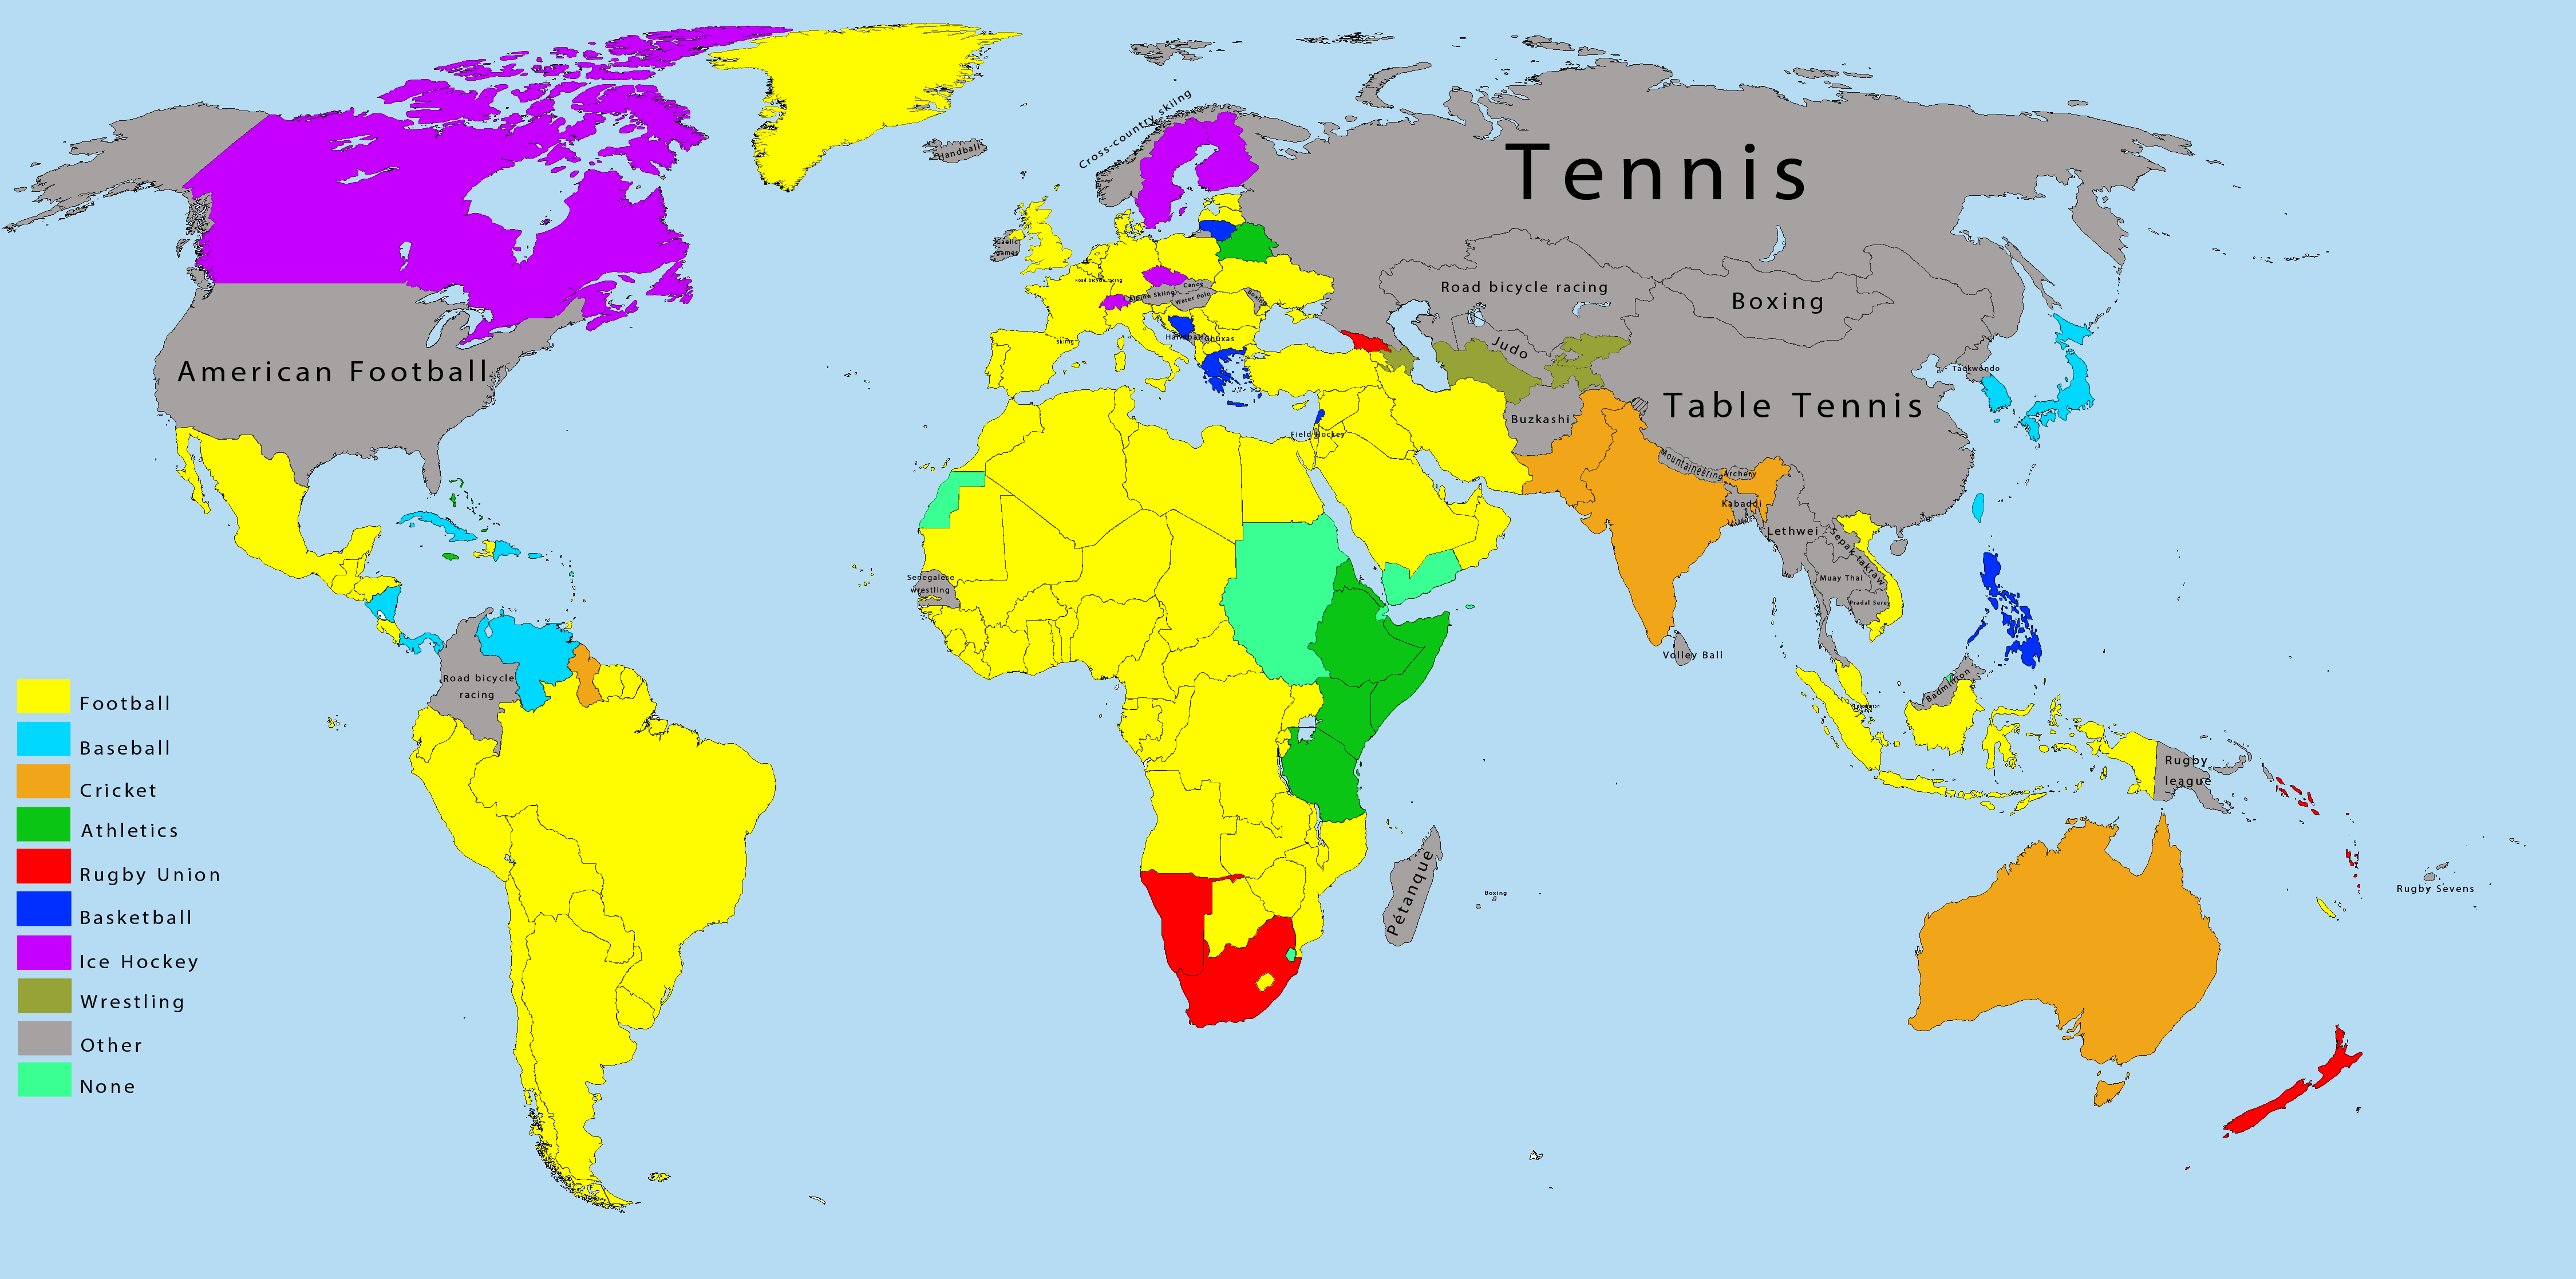 Cross-country skiing
Handball
Tennis
Gaelic
games
Road bicycle racing
Canoe
Alpine Skiing
Water Polo
Boxing
Road bicycle racing
Boxing
American Football
Handball
Ghuxas
Skiing
Judo
Taekwondo
Buzkashi
Table Tennis
Field Hockey
Mountaineering
Archery
Kabaddi
Lethwei
Sepak takraw
Senegalese
wrestling
Muay Thai
Pradal Serey
Volley Ball
Road bicycle
racing
Badminton
Rugby
league
Pétanque
Boxing
Rugby Sevens
Football
Baseball
Cricket
Athletics
Rugby Union
Basketball
Ice Hockey
Wrestling
Other
None